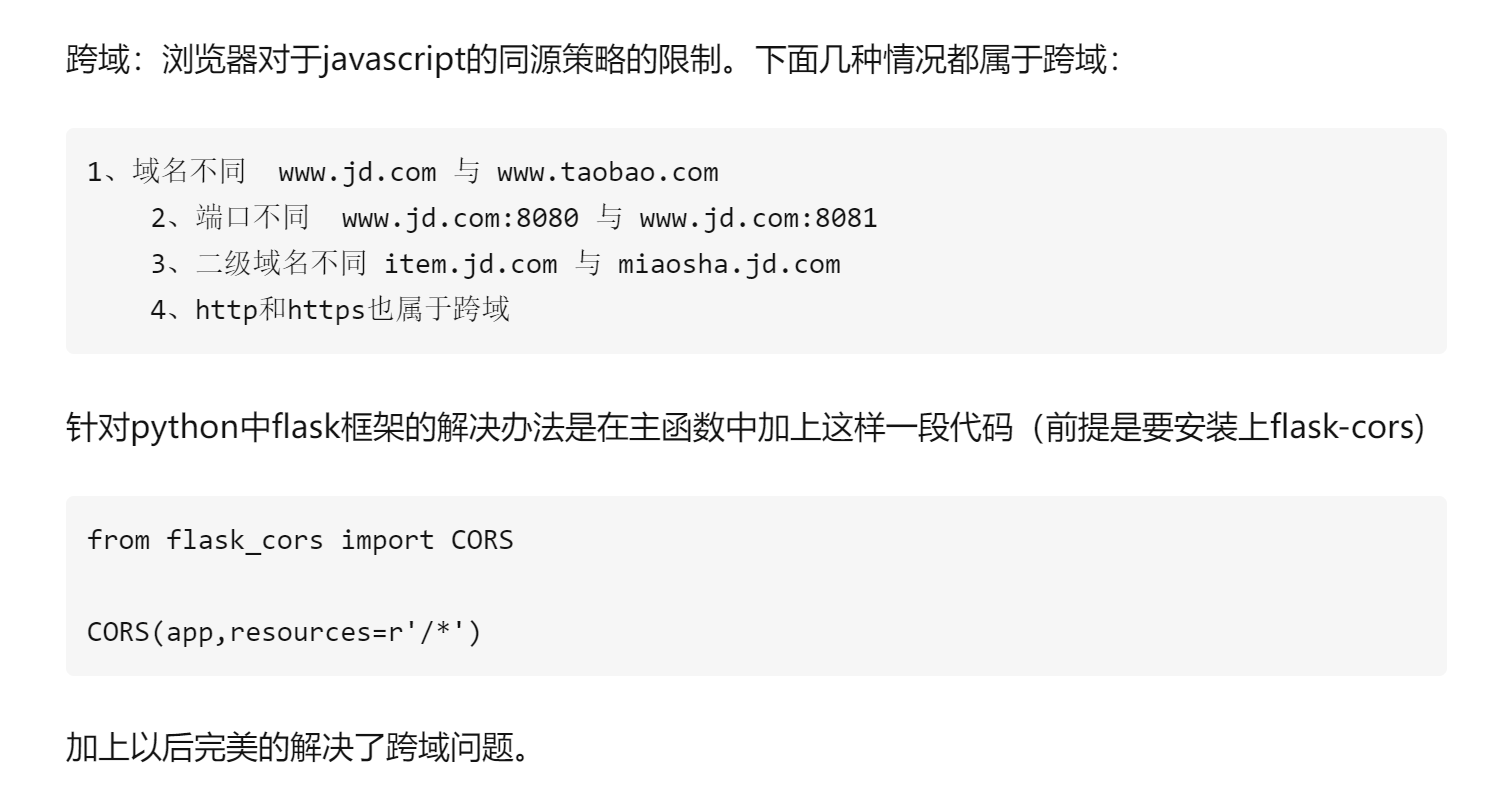 跨域：浏览器对于javascript的同源策略的限制。下面几种情况都属于跨域：
1、域名不同  www.jd.com 与 www.taobao.com
2、端口不同  www.jd.com:8080 与 www.jd.com:8081
3、二级域名不同 item.jd.com 与 miaosha.jd.com
4、http和https也属于跨域
针对python中flask框架的解决办法是在主函数中加上这样一段代码（前提是要安装上flask-cors)
from flask_cors import CORS
CORS(app,resources=r'/*')
加上以后完美的解决了跨域问题。